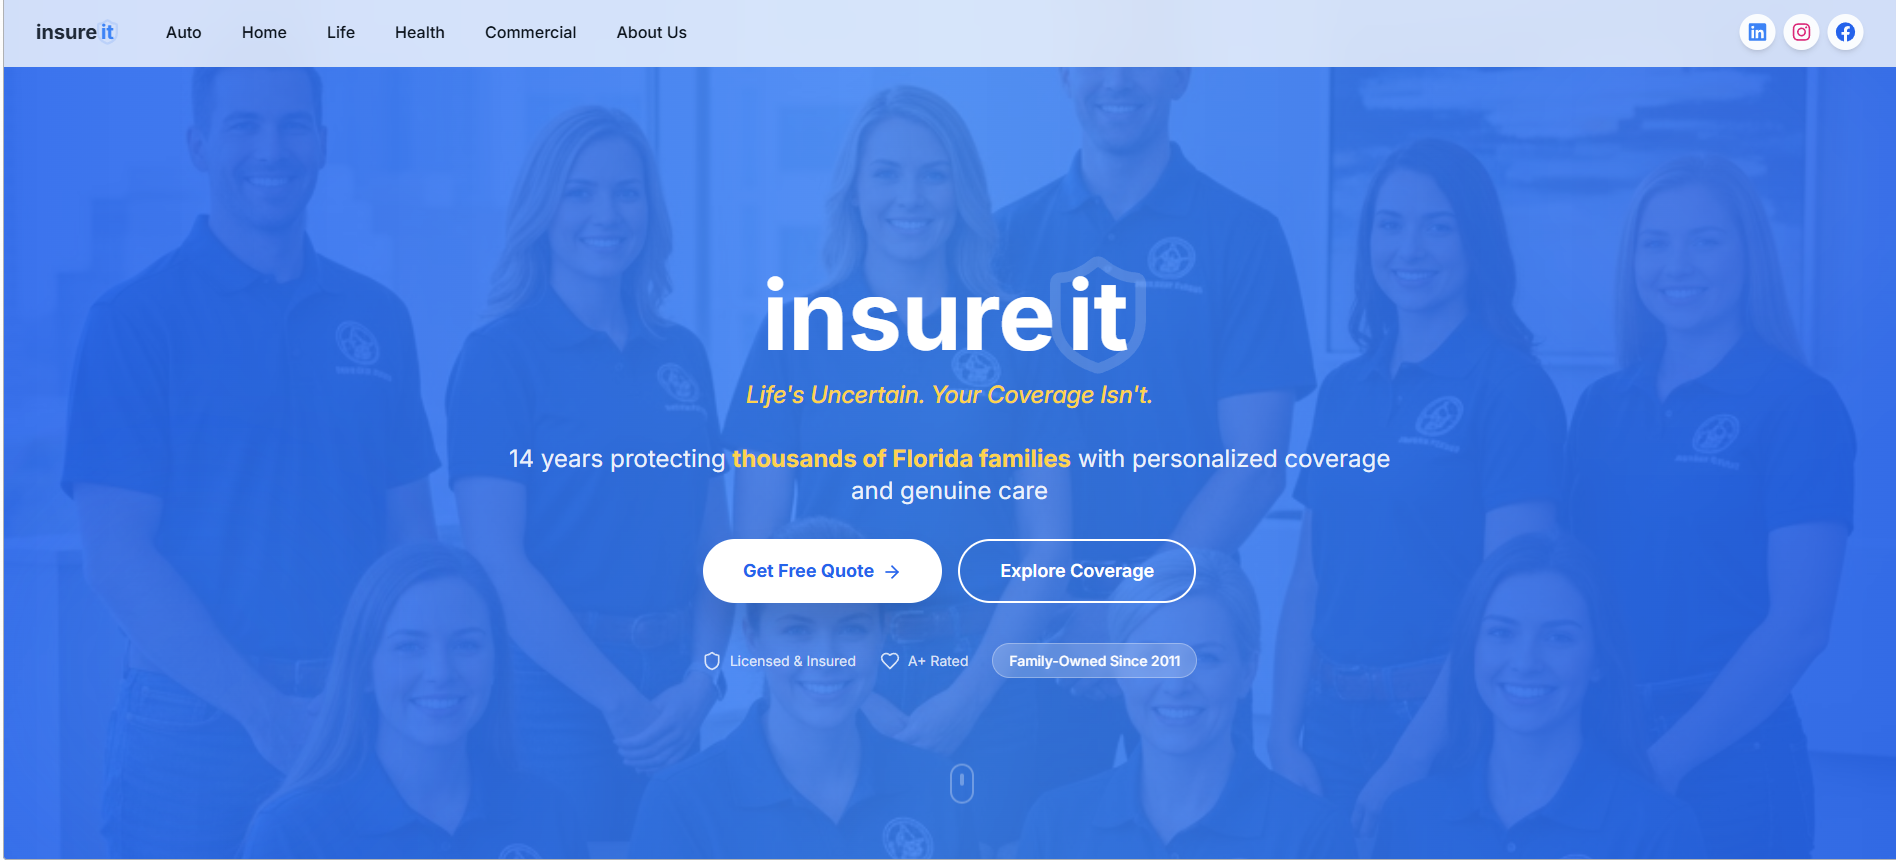 insure it
Auto
Home
Life
Health
Commercial
About Us
insure it
Life's Uncertain. Your Coverage Isn't.
14 years protecting thousands of Florida families with personalized coverage
and genuine care
Get Free Quote →
Explore Coverage
Licensed & Insured
A+ Rated
Family-Owned Since 2011